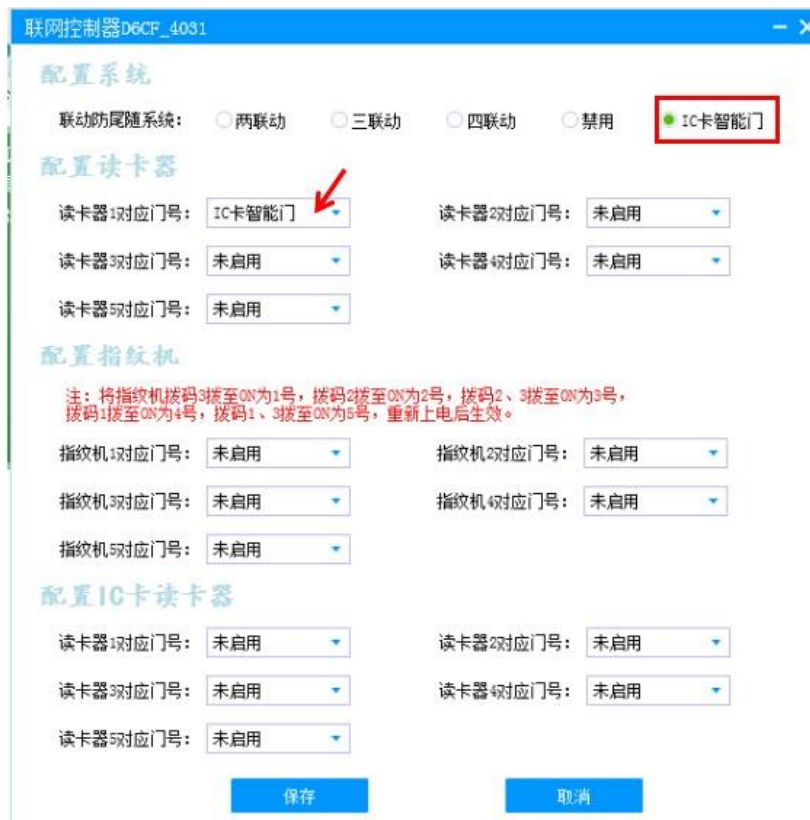 联网控制器D6CF_4031
配置系统
联动防尾随系统： 两联动 三联动 四联动 禁用 IC卡智能门
配置读卡器
读卡器1对应门号： IC卡智能门 读卡器2对应门号： 未启用
读卡器3对应门号： 未启用 读卡器4对应门号： 未启用
读卡器5对应门号： 未启用
配置指纹机
注：将指纹机拨码3拨至ON为1号，拨码2拨至ON为2号，拨码2、3拨至ON为3号，
拨码1拨至ON为4号，拨码1、3拨至ON为5号，重新上电后生效。
指纹机1对应门号： 未启用 指纹机2对应门号： 未启用
指纹机3对应门号： 未启用 指纹机4对应门号： 未启用
指纹机5对应门号： 未启用
配置IC卡读卡器
读卡器1对应门号： 未启用 读卡器2对应门号： 未启用
读卡器3对应门号： 未启用 读卡器4对应门号： 未启用
读卡器5对应门号： 未启用
保存 取消